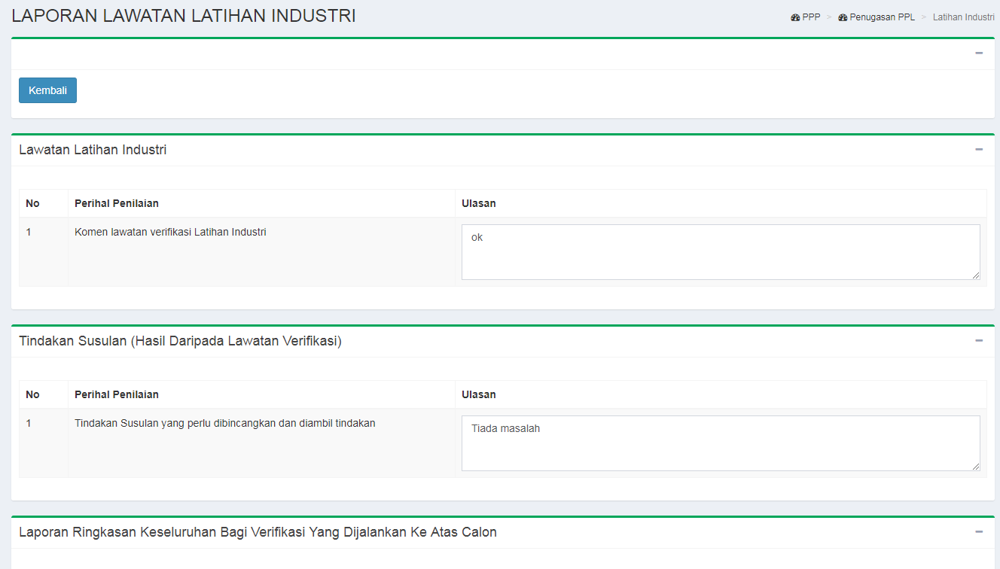 LAPORAN LAWATAN LATIHAN INDUSTRI
PPP > Penugasan PPL > Latihan Industri
Kembali
Lawatan Latihan Industri
No Perihal Penilaian Ulasan
1 Komen lawatan verifikasi Latihan Industri ok
Tindakan Susulan (Hasil Daripada Lawatan Verifikasi)
No Perihal Penilaian Ulasan
1 Tindakan Susulan yang perlu dibincangkan dan diambil tindakan Tiada masalah
Laporan Ringkasan Keseluruhan Bagi Verifikasi Yang Dijalankan Ke Atas Calon